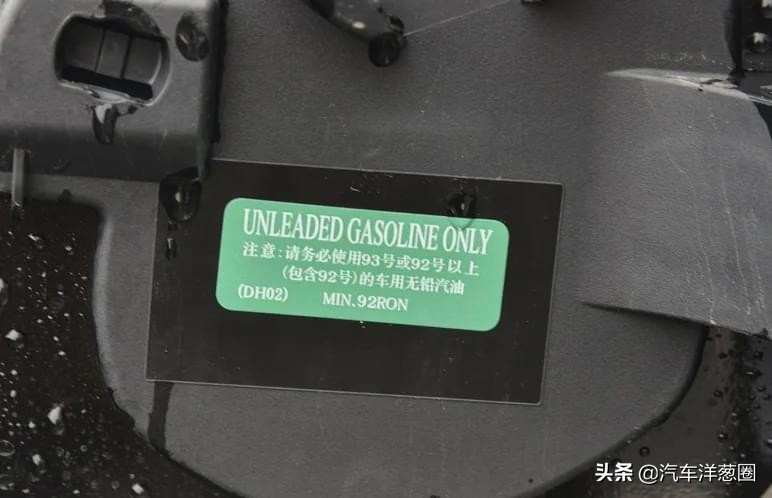 UNLEADED GASOLINE ONLY
注意:请务必使用93号或92号以上
(包含92号)的车用无铅汽油
(DH02) MIN.92RON
头条 @汽车洋葱圈